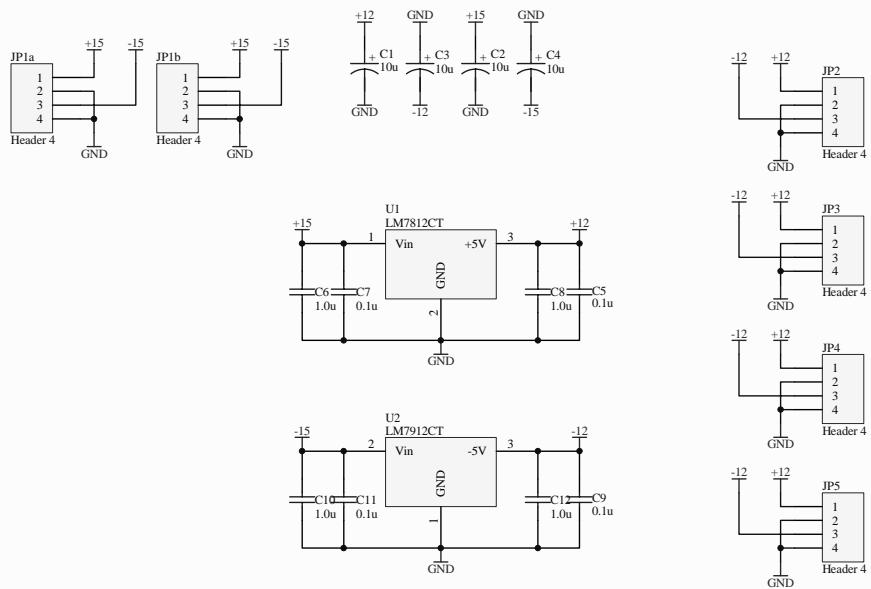 +15
-15
JP1a
1
2
3
4
Header 4
GND
+15
-15
JP1b
1
2
3
4
Header 4
GND
+12
+
C1
10u
GND
GND
+
C3
10u
-12
+15
+
C2
10u
GND
GND
+
C4
10u
-15
-12
+12
JP2
1
2
3
4
Header 4
GND
-12
+12
JP3
1
2
3
4
Header 4
GND
U1
LM7812CT
+15
+12
1
Vin
+5V
3
GND
2
C6
1.0u
C7
0.1u
C8
1.0u
C5
0.1u
GND
-12
+12
JP4
1
2
3
4
Header 4
GND
U2
LM7912CT
-15
-12
2
Vin
-5V
3
GND
1
C10
1.0u
C11
0.1u
C12
1.0u
C9
0.1u
GND
-12
+12
JP5
1
2
3
4
Header 4
GND